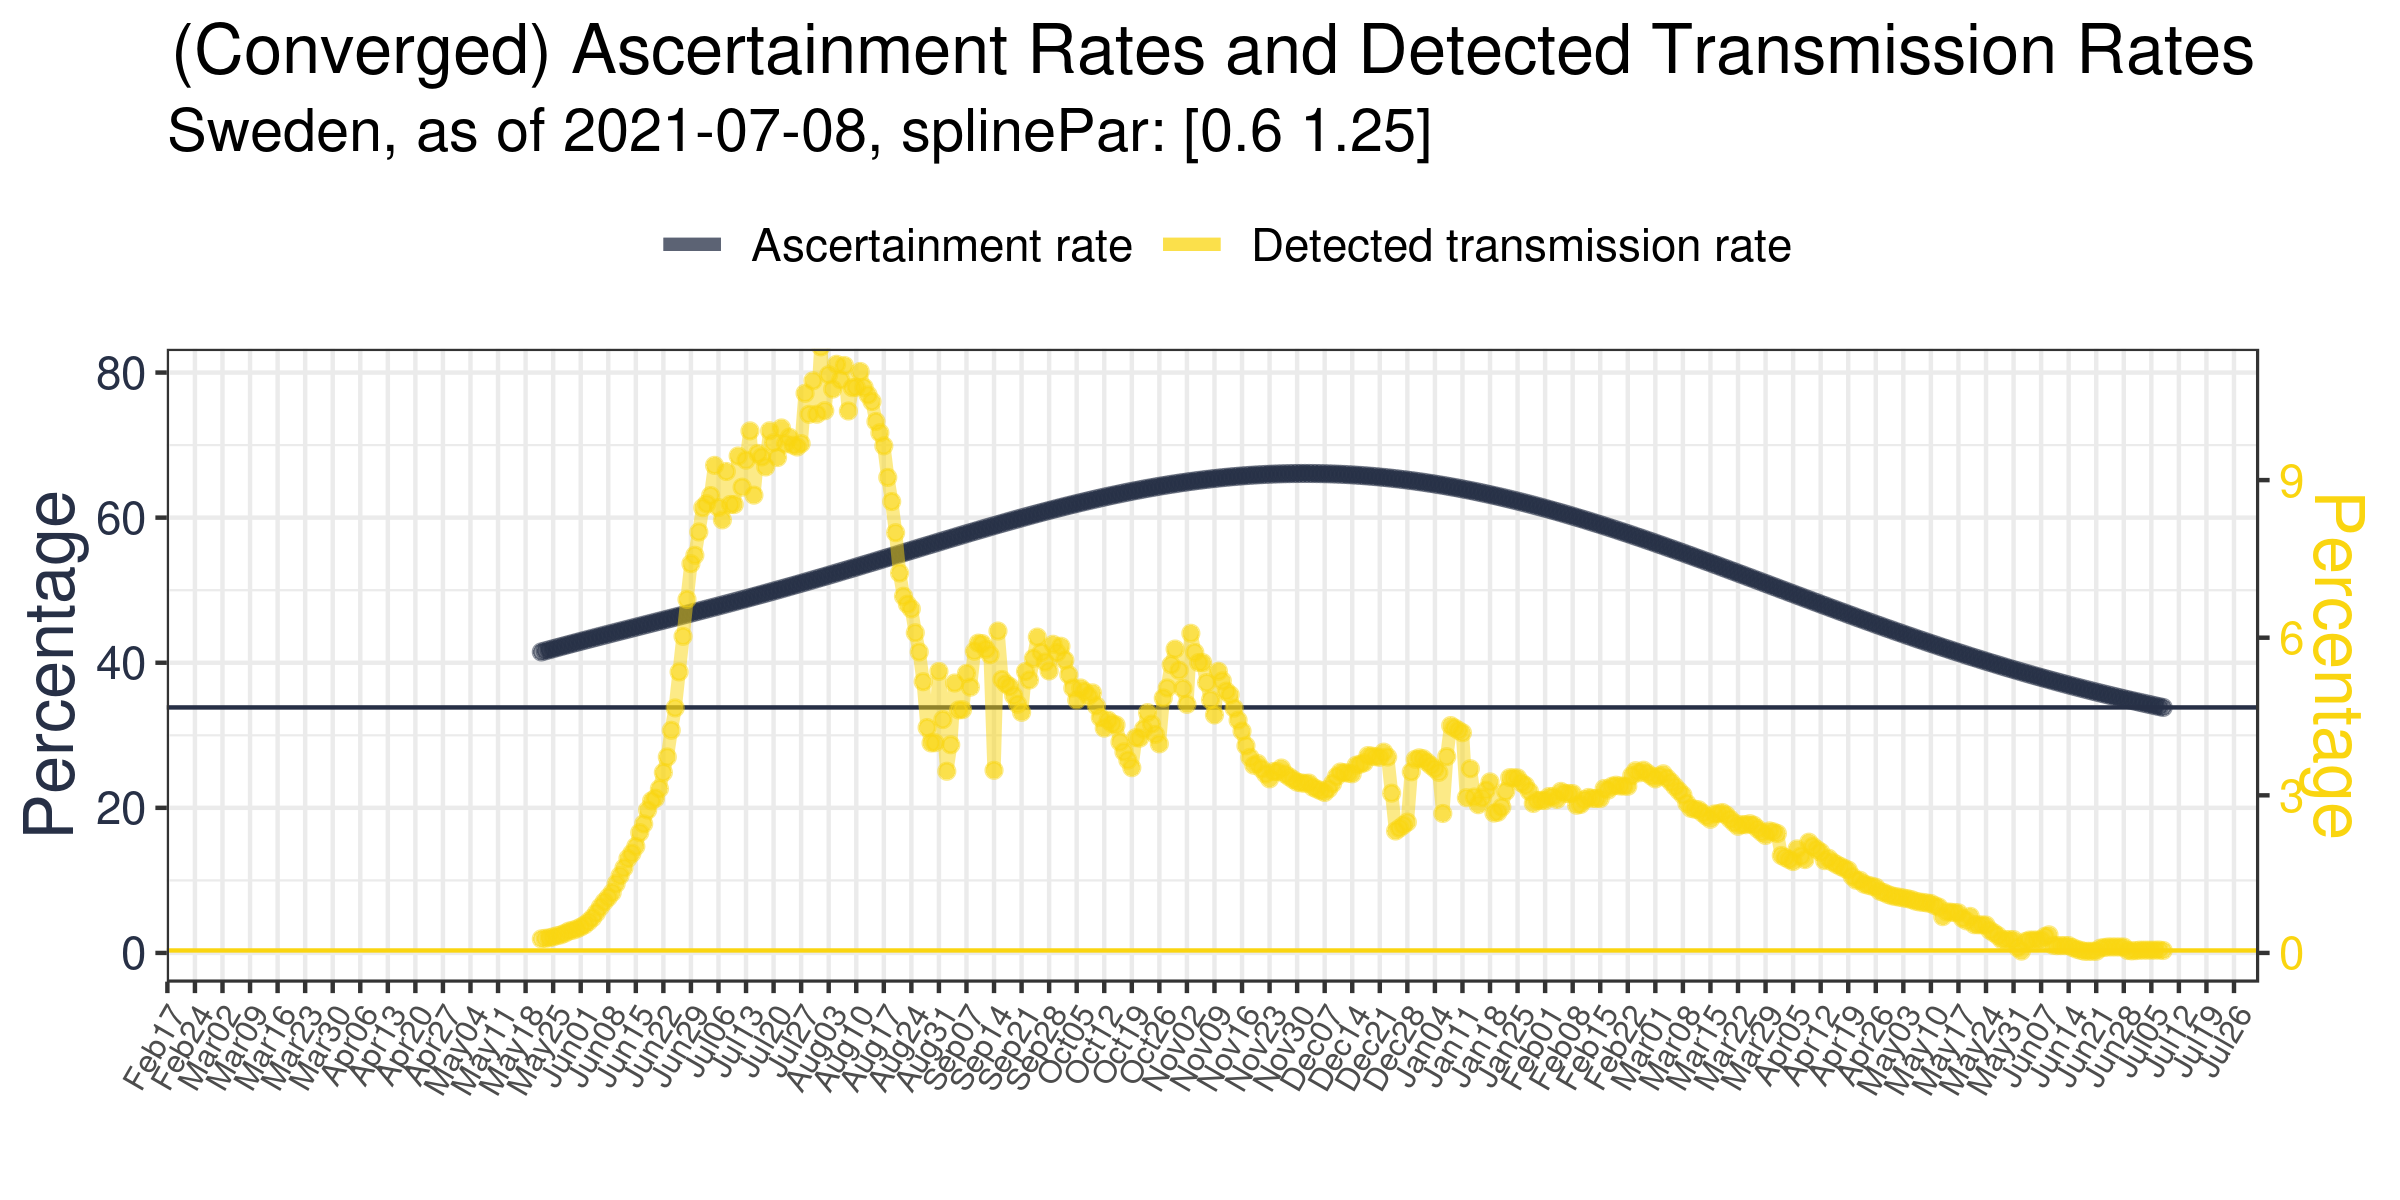 (Converged) Ascertainment Rates and Detected Transmission Rates
Sweden, as of 2021-07-08, splinePar: [0.6 1.25]
Ascertainment rate Detected transmission rate
Percentage
80
60
40
20
0
9
6
3
0
Percentage
Feb17 Feb24 Mar02 Mar09 Mar16 Mar23 Mar30 Apr06 Apr13 Apr20 Apr27 May04 May11 May18 May25 Jun01 Jun08 Jun15 Jun22 Jun29 Jul06 Jul13 Jul20 Jul27 Aug03 Aug10 Aug17 Aug24 Aug31 Sep07 Sep14 Sep21 Sep28 Oct05 Oct12 Oct19 Oct26 Nov02 Nov09 Nov16 Nov23 Nov30 Dec07 Dec14 Dec21 Dec28 Jan04 Jan11 Jan18 Jan25 Feb01 Feb08 Feb15 Feb22 Mar01 Mar08 Mar15 Mar22 Mar29 Apr05 Apr12 Apr19 Apr26 May03 May10 May17 May24 May31 Jun07 Jun14 Jun21 Jun28 Jul05 Jul12 Jul19 Jul26